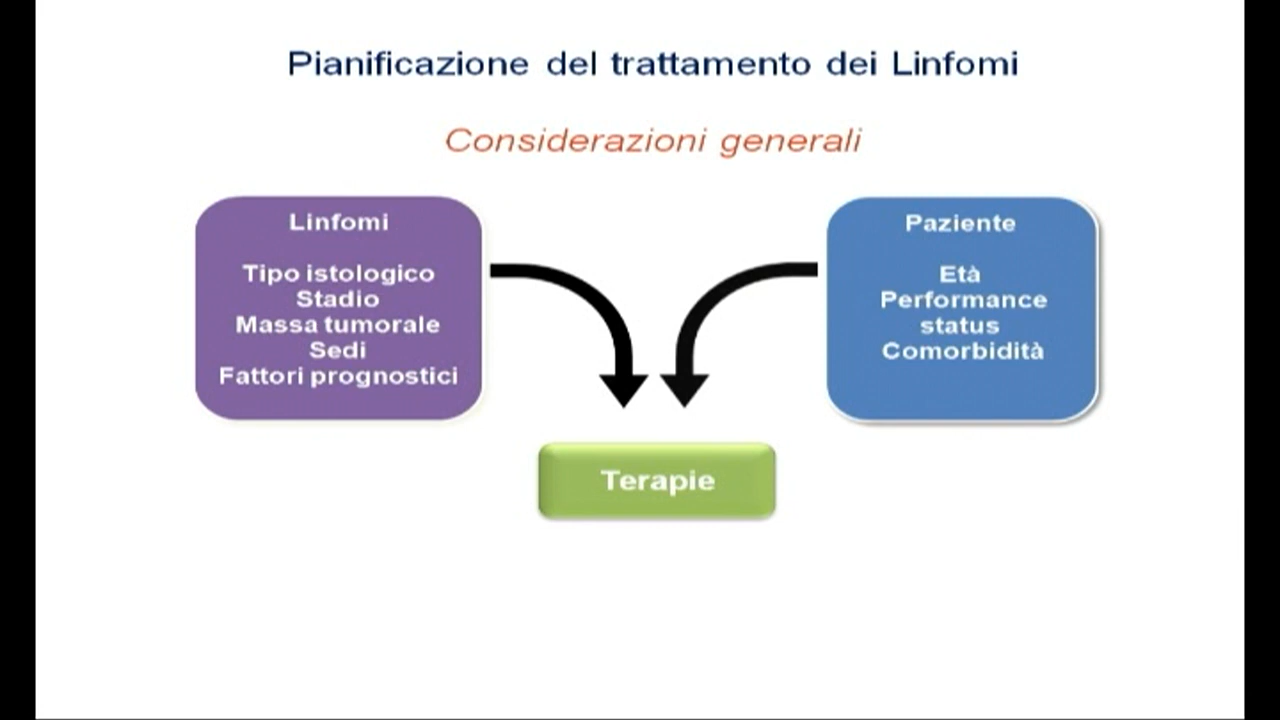 Pianificazione del trattamento dei Linfomi
Considerazioni generali
Linfomi
Tipo istologico
Stadio
Massa tumorale
Sedi
Fattori prognostici
Paziente
Età
Performance
status
Comorbidità
Terapie